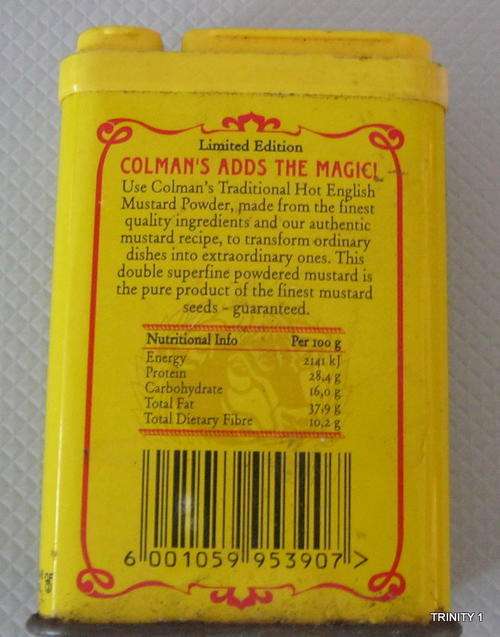 Limited Edition
COLMAN'S ADDS THE MAGIC!
Use Colman's Traditional Hot English
Mustard Powder, made from the finest
quality ingredients and our authentic
mustard recipe, to transform ordinary
dishes into extraordinary ones. This
double superfine powdered mustard is
the pure product of the finest mustard
seeds - guaranteed.
Nutritional Info Per 100 g
Energy 2141 kJ
Protein 28,4 g
Carbohydrate 16,0 g
Total Fat 37,9 g
Total Dietary Fibre 10,2 g
6 001059 953907 >
TRINITY 1